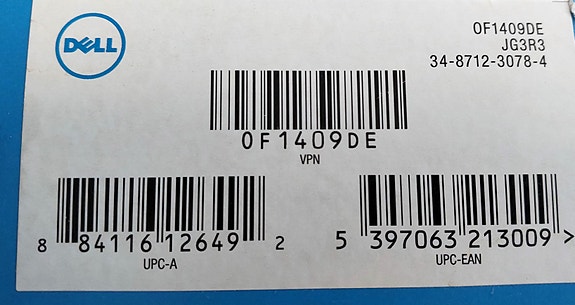 DELL
OF1409DE
JG3R3
34-8712-3078-4
0F1409DE
VPN
8 84116 12649 2
UPC-A
5 397063 213009 >
UPC-EAN